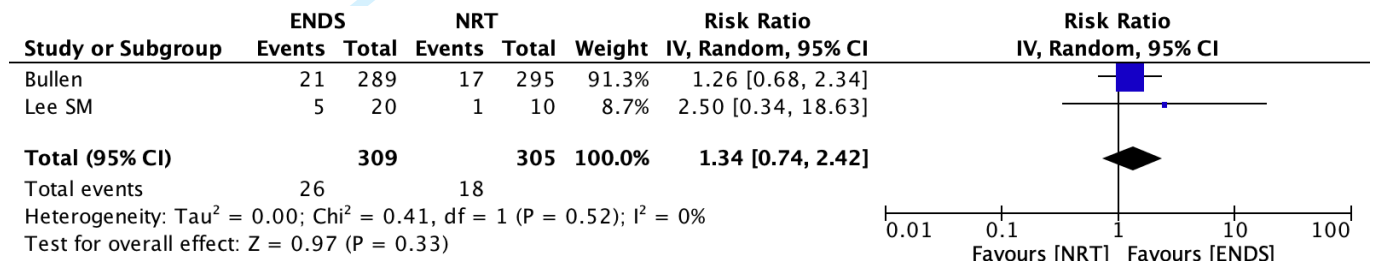 ENDS NRT Risk Ratio Risk Ratio
Study or Subgroup Events Total Events Total Weight IV, Random, 95% CI IV, Random, 95% CI
Bullen 21 289 17 295 91.3% 1.26 [0.68, 2.34]
Lee SM 5 20 1 10 8.7% 2.50 [0.34, 18.63]
Total (95% CI) 309 305 100.0% 1.34 [0.74, 2.42]
Total events 26 18
Heterogeneity: Tau² = 0.00; Chi² = 0.41, df = 1 (P = 0.52); I² = 0%
Test for overall effect: Z = 0.97 (P = 0.33)
0.01 0.1 1 10 100
Favours [NRT] Favours [ENDS]